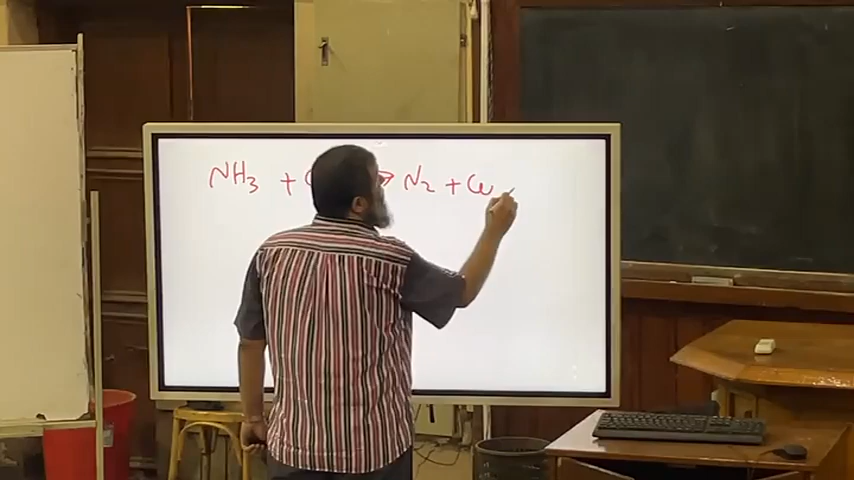 NH3 + → N2 + Cu